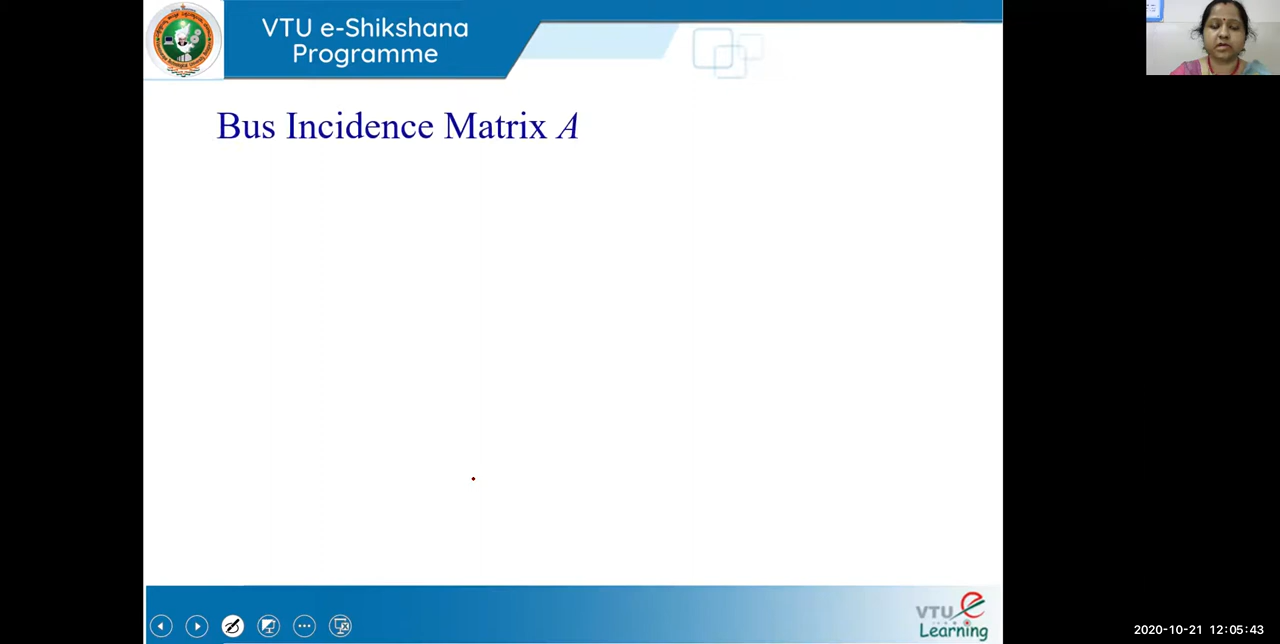 VTU e-Shikshana
Programme
Bus Incidence Matrix A
VTU
Learning
2020-10-21 12:05:43